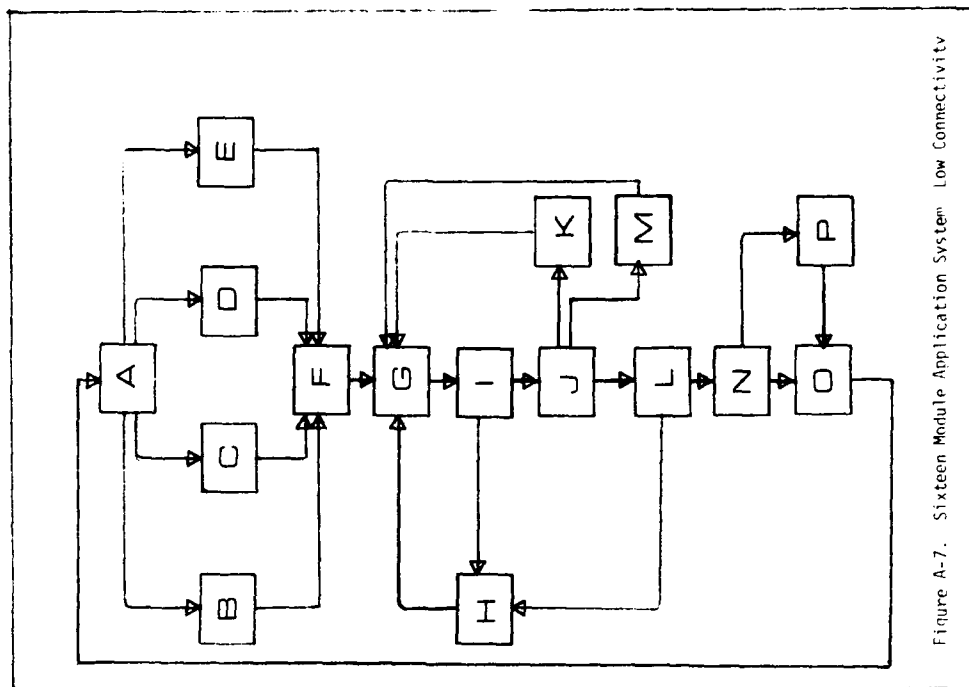 A
B
C
D
E
F
G
H
I
J
K
M
L
N
P
O
Figure A-7. Sixteen Module Application System Low Connectivity